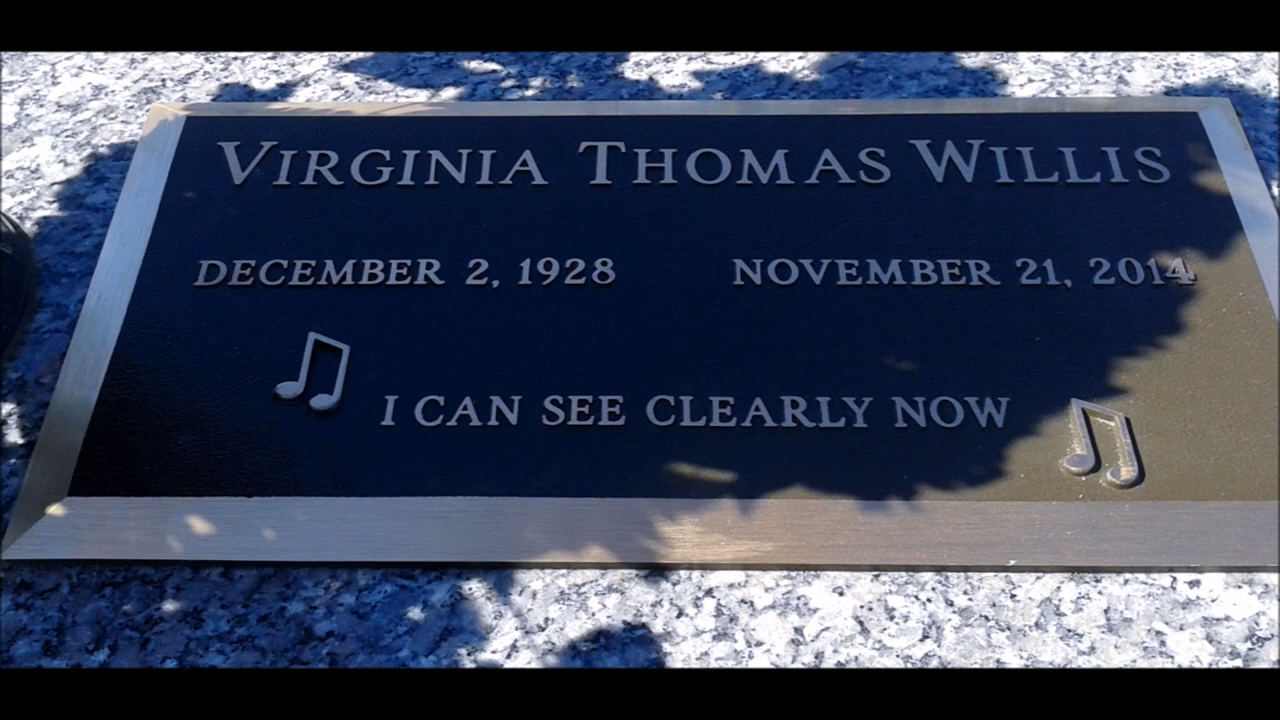 VIRGINIA THOMAS WILLIS
DECEMBER 2, 1928 NOVEMBER 21, 2014
I CAN SEE CLEARLY NOW